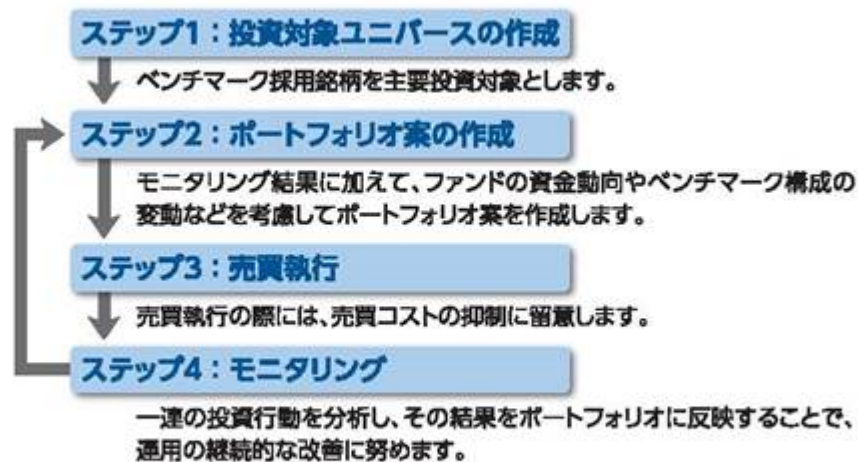 ステップ1：投資対象ユニバースの作成
ベンチマーク採用銘柄を主要投資対象とします。
ステップ2：ポートフォリオ案の作成
モニタリング結果に加えて、ファンドの資金動向やベンチマーク構成の
変動などを考慮してポートフォリオ案を作成します。
ステップ3：売買執行
売買執行の際には、売買コストの抑制に留意します。
ステップ4：モニタリング
一連の投資行動を分析し、その結果をポートフォリオに反映することで、
運用の継続的な改善に努めます。